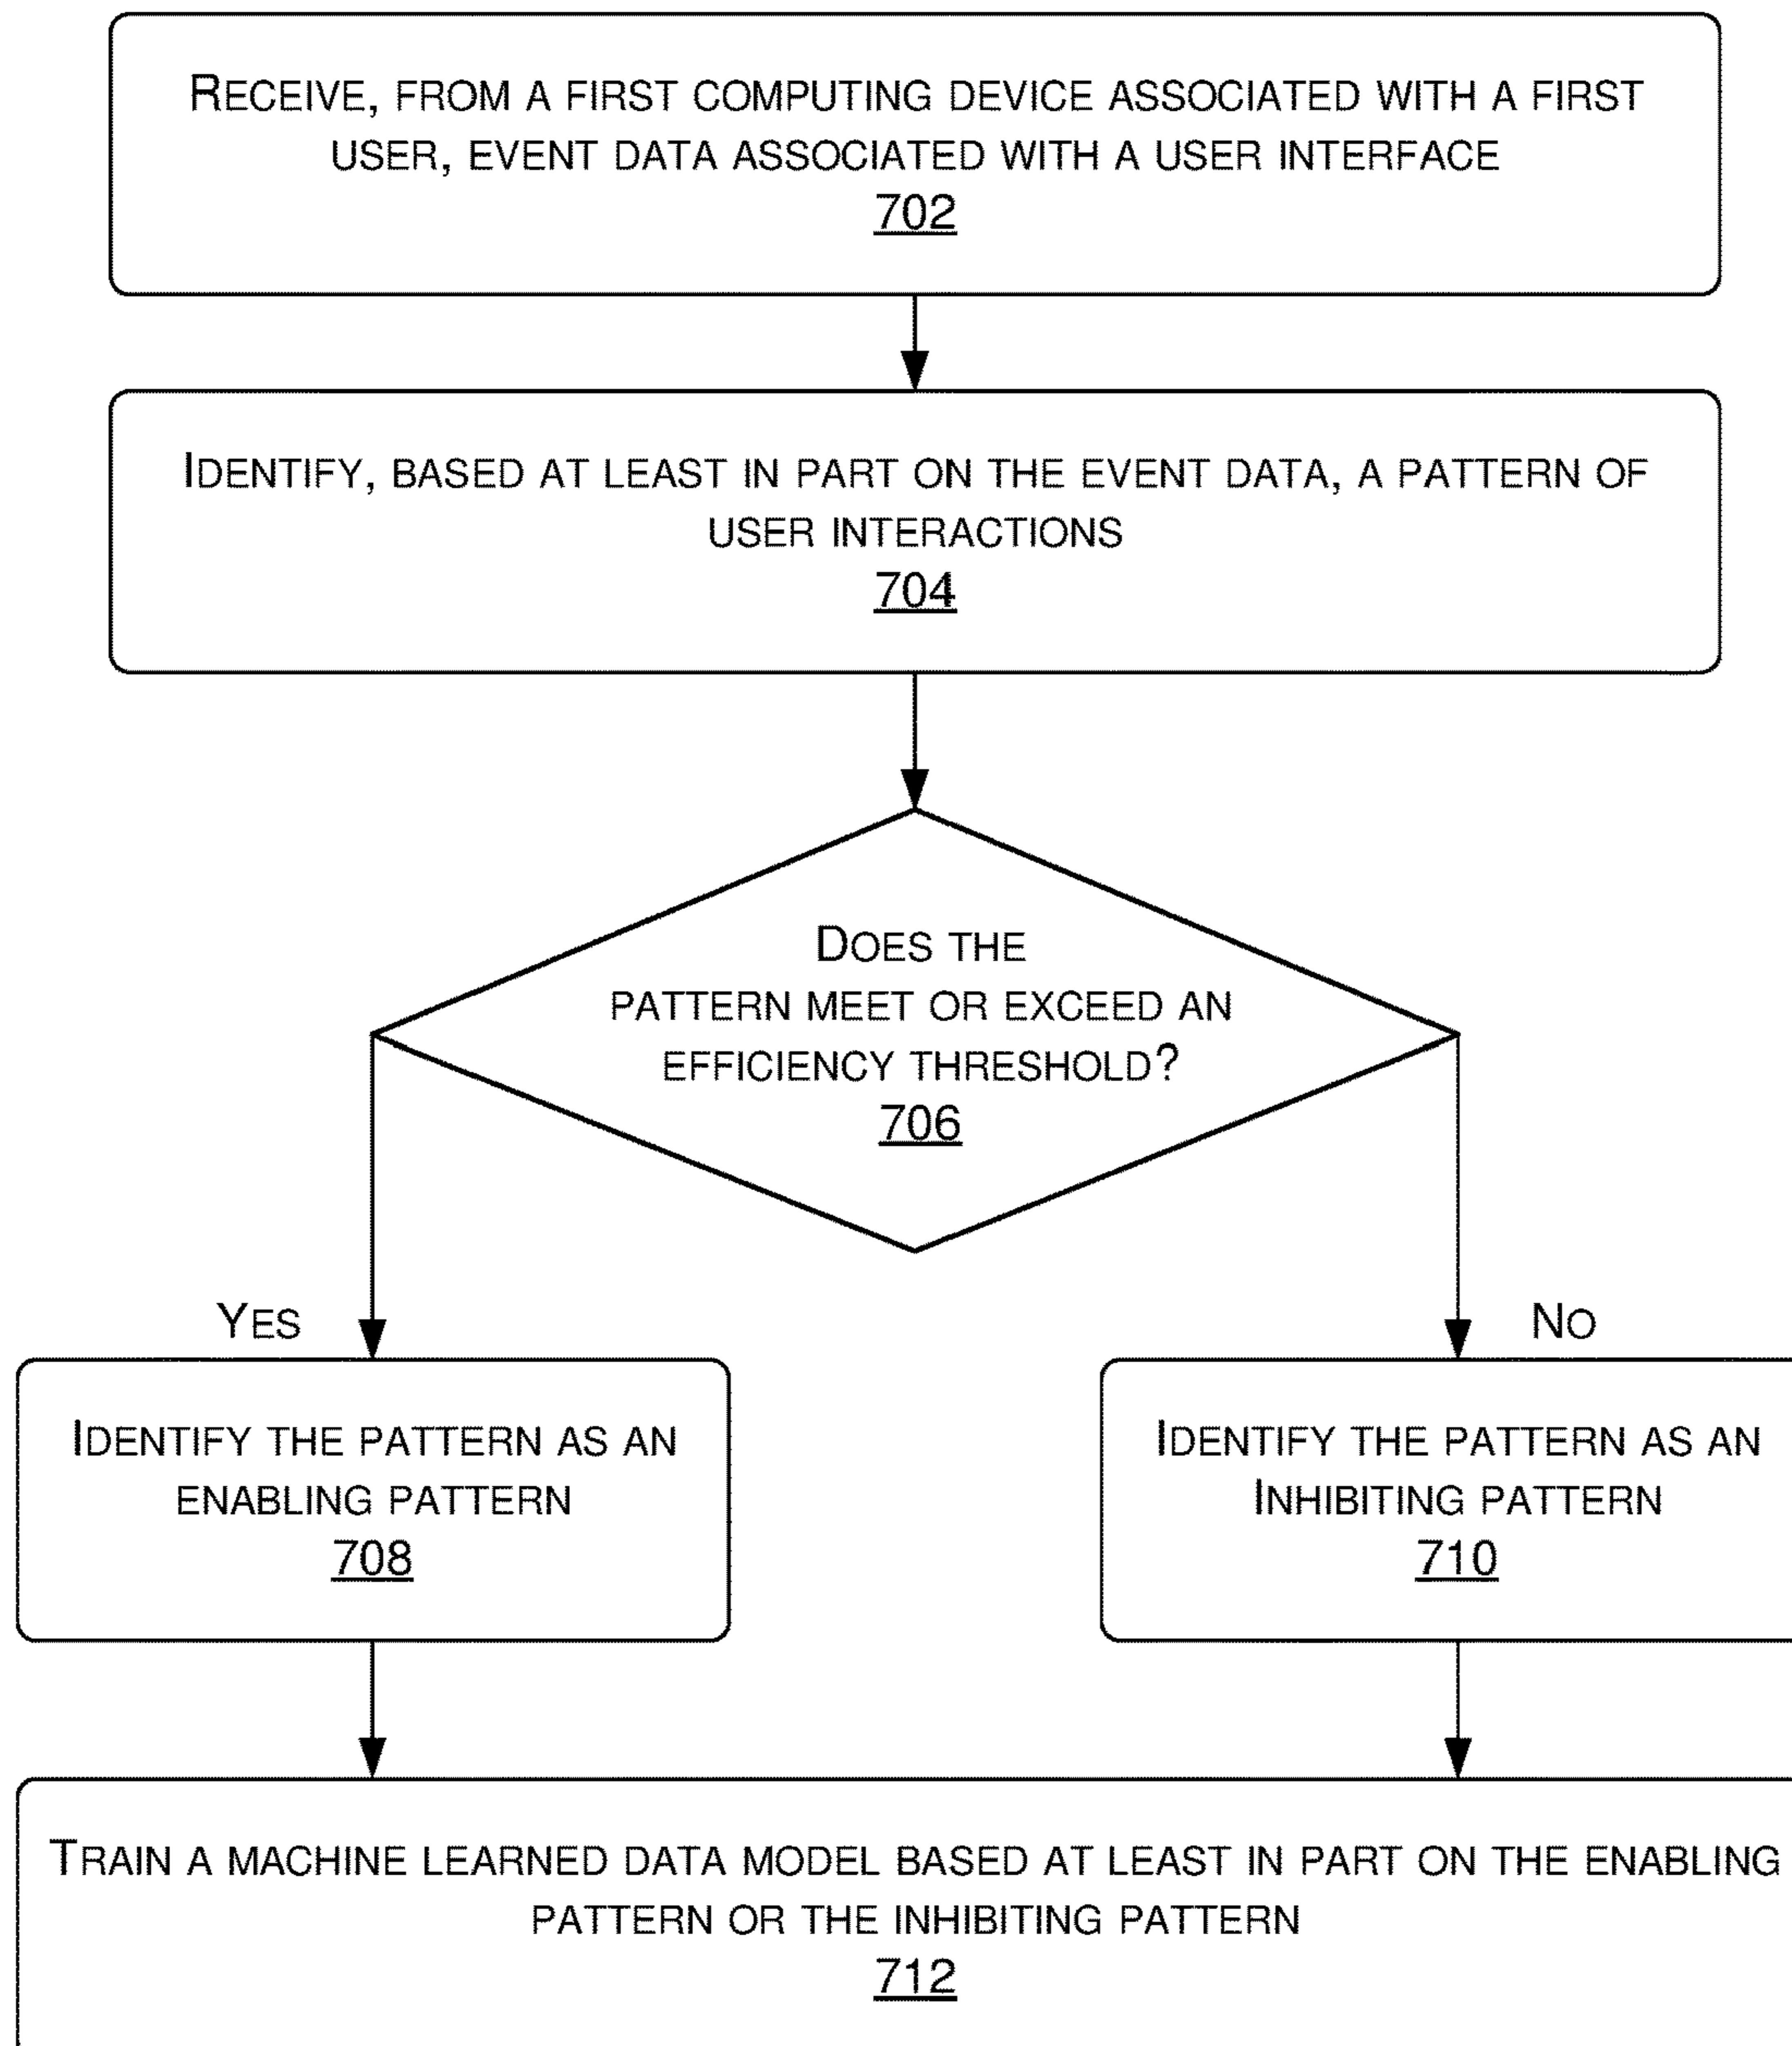 RECEIVE, FROM A FIRST COMPUTING DEVICE ASSOCIATED WITH A FIRST
USER, EVENT DATA ASSOCIATED WITH A USER INTERFACE
702
IDENTIFY, BASED AT LEAST IN PART ON THE EVENT DATA, A PATTERN OF
USER INTERACTIONS
704
DOES THE
PATTERN MEET OR EXCEED AN
EFFICIENCY THRESHOLD?
706
YES
NO
IDENTIFY THE PATTERN AS AN
ENABLING PATTERN
708
IDENTIFY THE PATTERN AS AN
INHIBITING PATTERN
710
TRAIN A MACHINE LEARNED DATA MODEL BASED AT LEAST IN PART ON THE ENABLING
PATTERN OR THE INHIBITING PATTERN
712